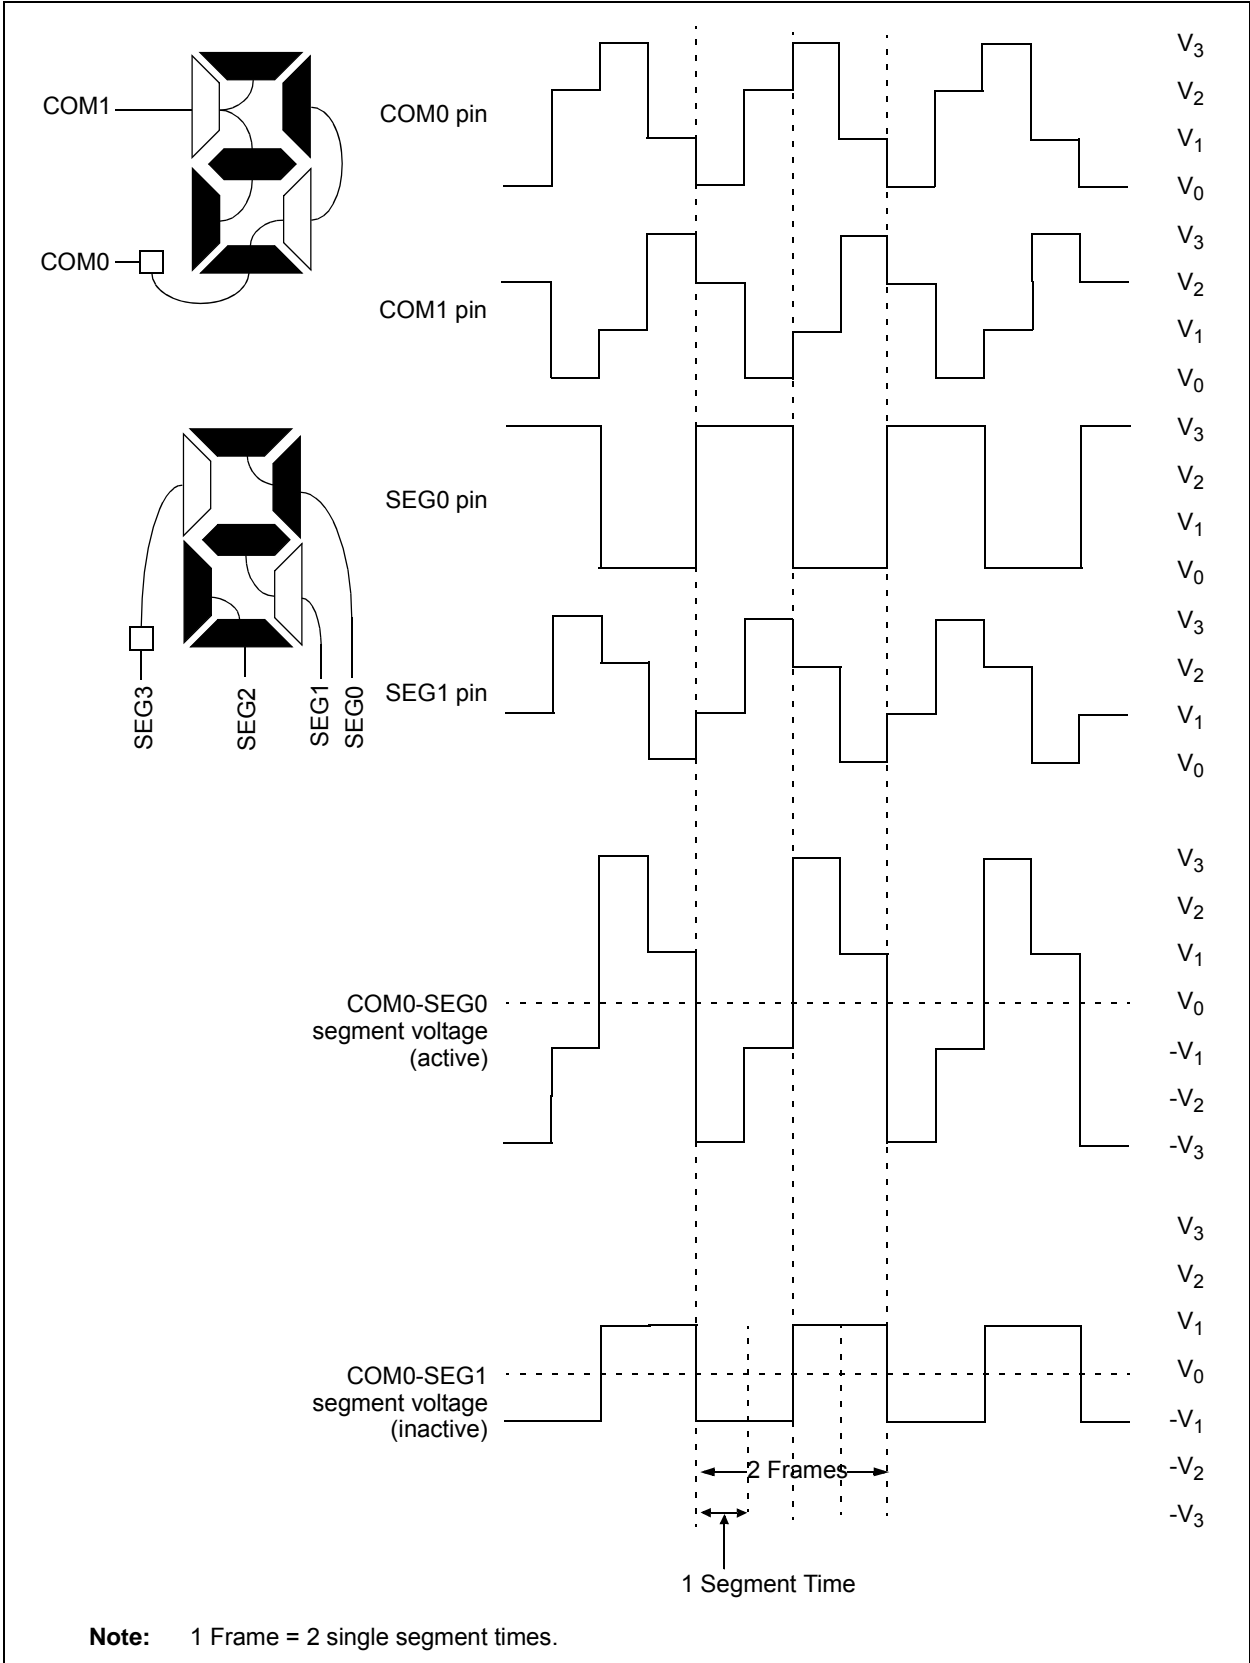 COM1
COM0
COM0 pin
V3
V2
V1
V0
COM1 pin
V3
V2
V1
V0
SEG0 pin
V3
V2
V1
V0
SEG3
SEG2
SEG1
SEG0
SEG1 pin
V3
V2
V1
V0
COM0-SEG0
segment voltage
(active)
V3
V2
V1
V0
-V1
-V2
-V3
COM0-SEG1
segment voltage
(inactive)
V3
V2
V1
V0
-V1
-V2
-V3
2 Frames
1 Segment Time
Note: 1 Frame = 2 single segment times.